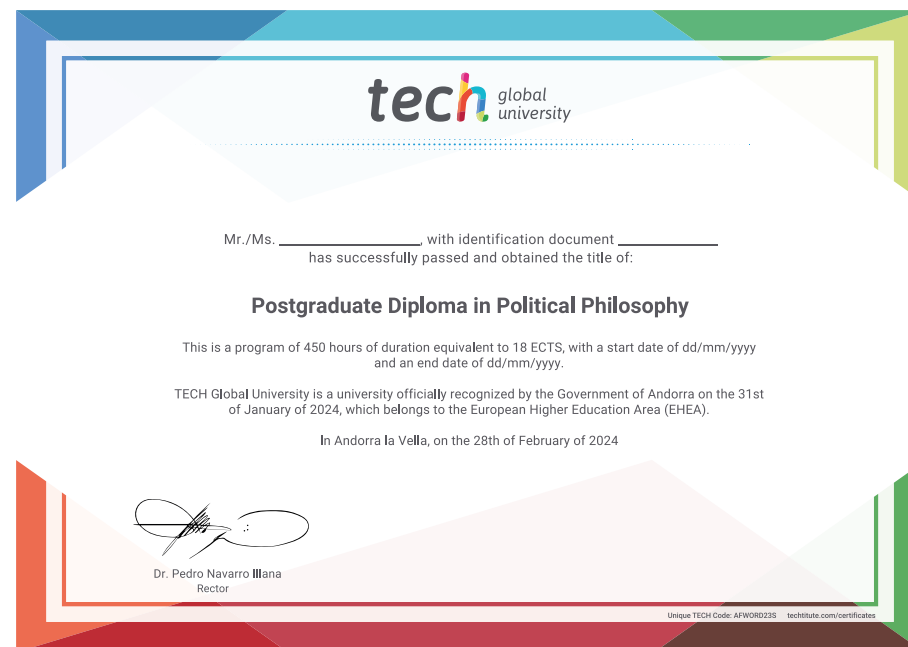 tech global
university
Mr./Ms. ____________, with identification document ____________
has successfully passed and obtained the title of:
Postgraduate Diploma in Political Philosophy
This is a program of 450 hours of duration equivalent to 18 ECTS, with a start date of dd/mm/yyyy
and an end date of dd/mm/yyyy.
TECH Global University is a university officially recognized by the Government of Andorra on the 31st
of January of 2024, which belongs to the European Higher Education Area (EHEA).
In Andorra la Vella, on the 28th of February of 2024
Dr. Pedro Navarro Illana
Rector
Unique TECH Code: AFWORD23S techtitute.com/certificates